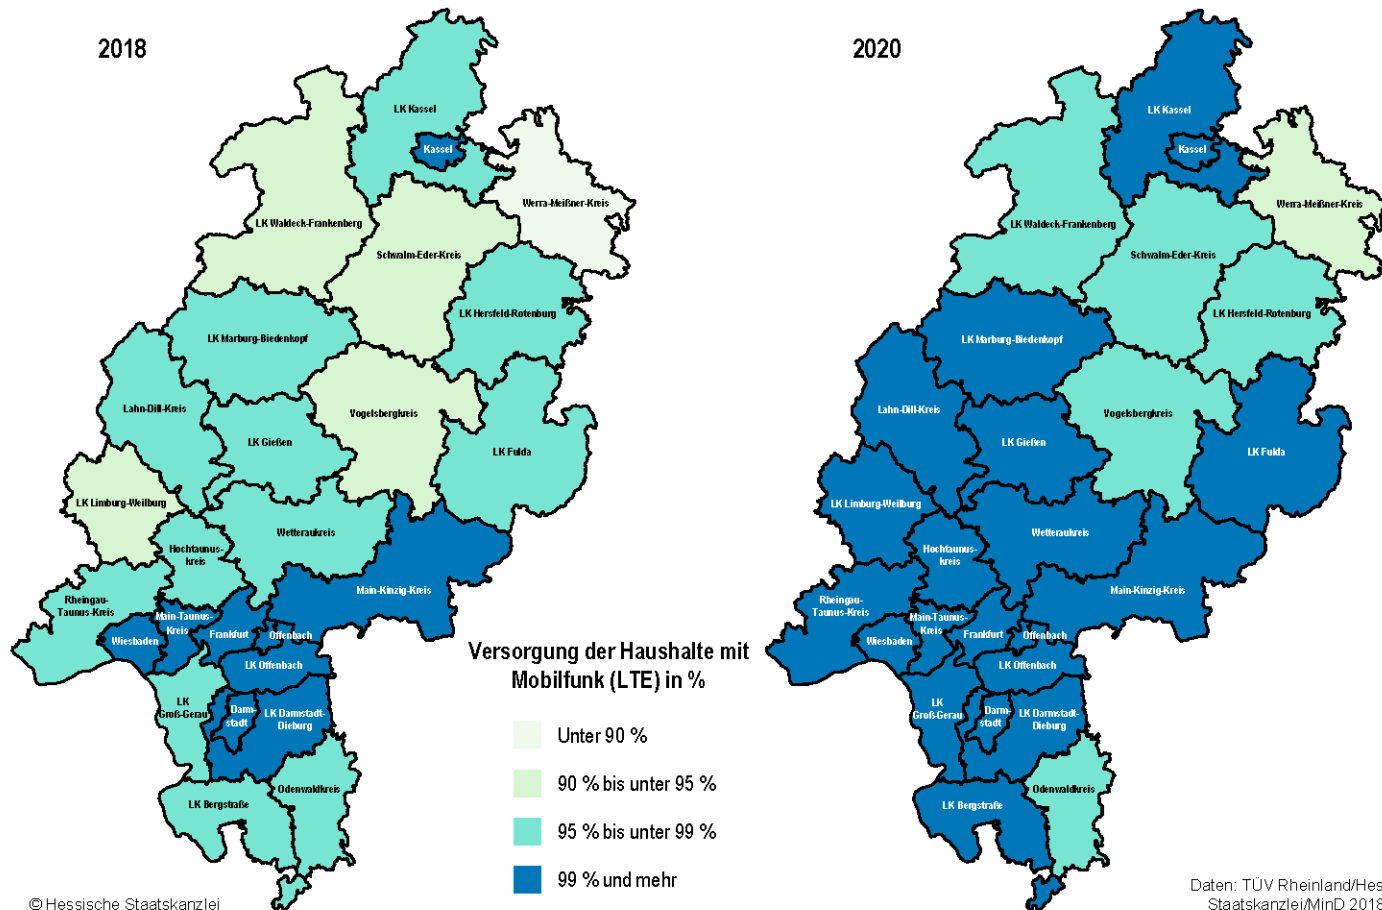 2018
LK Kassel
Kassel
Werra-Meißner-Kreis
LK Waldeck-Frankenberg
Schwalm-Eder-Kreis
LK Hersfeld-Rotenburg
LK Marburg-Biedenkopf
Lahn-Dill-Kreis
Vogelsbergkreis
LK Gießen
LK Fulda
LK Limburg-Weilburg
Wetteraukreis
Hochtaunus-
kreis
Main-Kinzig-Kreis
Rheingau-
Taunus-Kreis
Main-Taunus-
Kreis
Wiesbaden
Frankfurt
Offenbach
LK Offenbach
LK
Groß-Gerau
Darm-
stadt
LK Darmstadt-
Dieburg
Odenwaldkreis
LK Bergstraße
2020
LK Kassel
Kassel
Werra-Meißner-Kreis
LK Waldeck-Frankenberg
Schwalm-Eder-Kreis
LK Hersfeld-Rotenburg
LK Marburg-Biedenkopf
Lahn-Dill-Kreis
Vogelsbergkreis
LK Gießen
LK Fulda
LK Limburg-Weilburg
Wetteraukreis
Hochtaunus-
kreis
Main-Kinzig-Kreis
Rheingau-
Taunus-Kreis
Main-Taunus-
Kreis
Wiesbaden
Frankfurt
Offenbach
LK Offenbach
LK
Groß-Gerau
Darm-
stadt
LK Darmstadt-
Dieburg
Odenwaldkreis
LK Bergstraße
Versorgung der Haushalte mit
Mobilfunk (LTE) in %
Unter 90 %
90 % bis unter 95 %
95 % bis unter 99 %
99 % und mehr
© Hessische Staatskanzlei
Daten: TÜV Rheinland/Hes
Staatskanzlei/MinD 2018